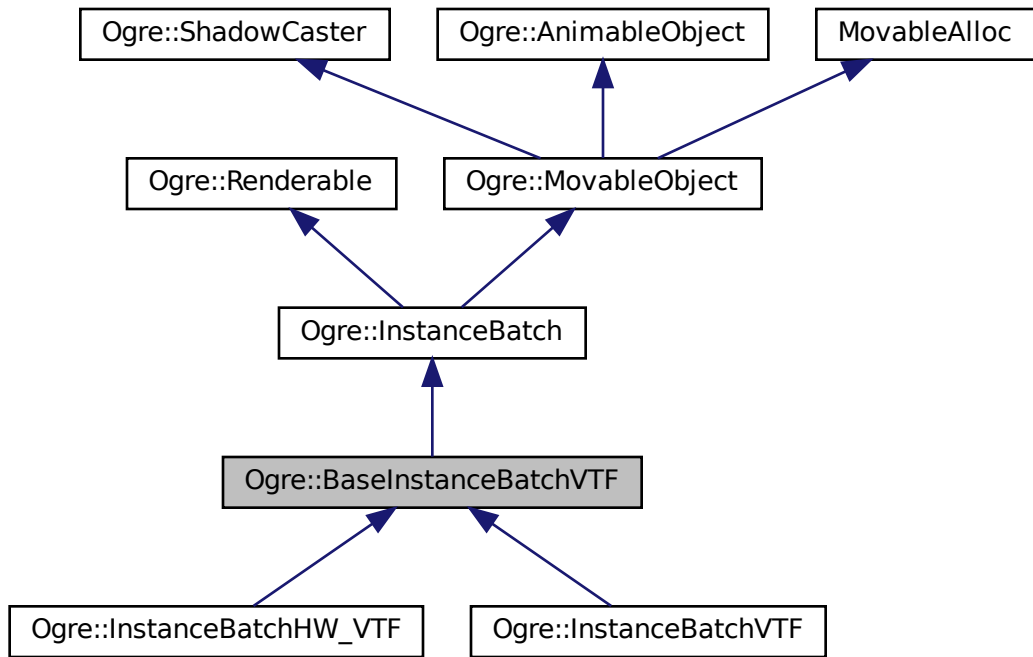 Ogre::ShadowCaster
Ogre::AnimableObject
MovableAlloc
Ogre::Renderable
Ogre::MovableObject
Ogre::InstanceBatch
Ogre::BaseInstanceBatchVTF
Ogre::InstanceBatchHW_VTF
Ogre::InstanceBatchVTF